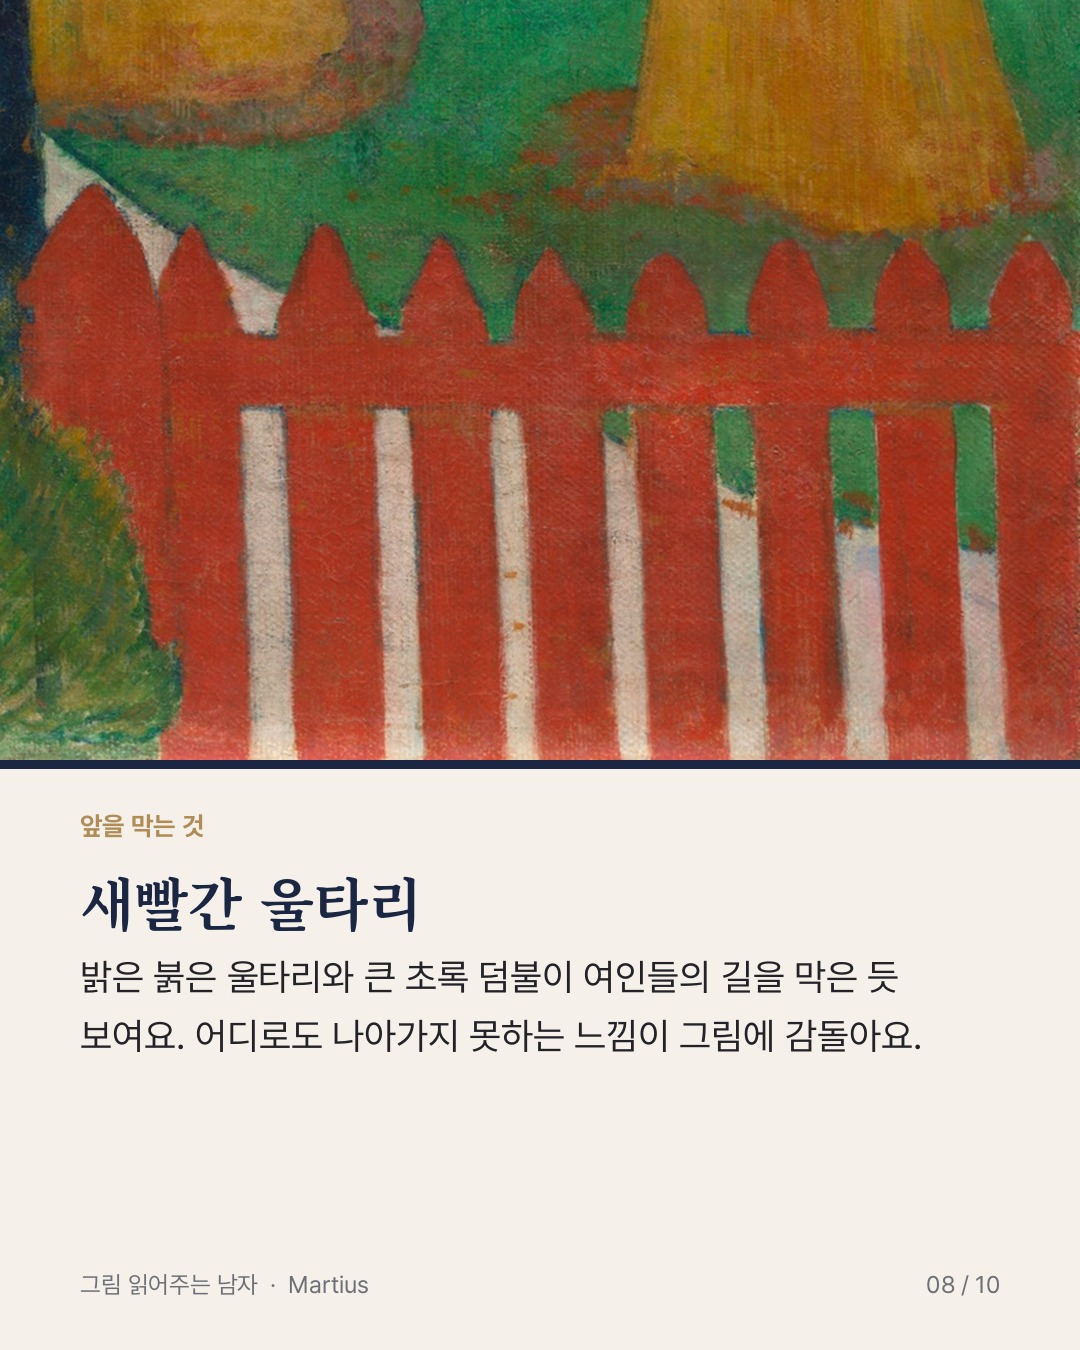 앞을 막는 것
새빨간 울타리
밝은 붉은 울타리와 큰 초록 덤불이 여인들의 길을 막은 듯
보여요. 어디로도 나아가지 못하는 느낌이 그림에 감돌아요.
그림 읽어주는 남자 · Martius
08 / 10